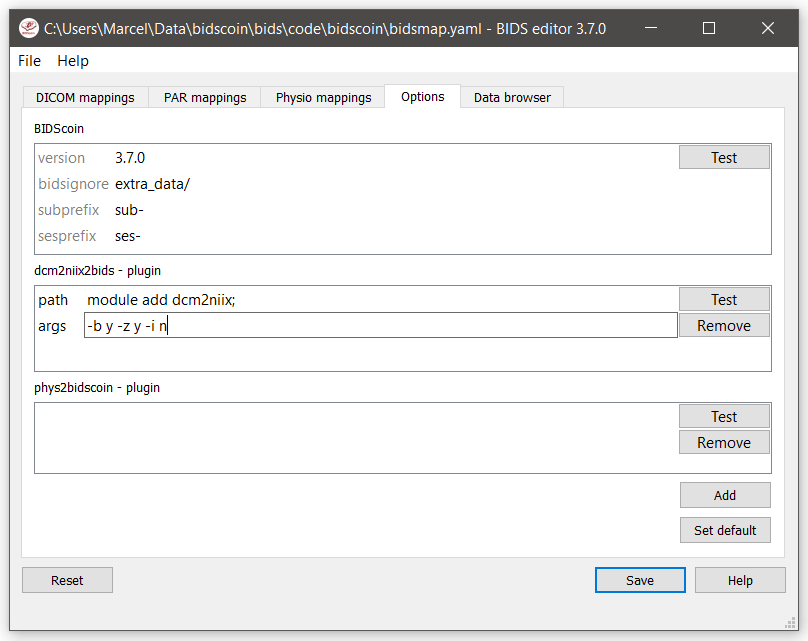 C:\Users\Marcel\Data\bidscoin\bids\code\bidscoin\bidsmap.yaml - BIDS editor 3.7.0
File Help
DICOM mappings PAR mappings Physio mappings Options Data browser
BIDScoin
version 3.7.0 Test
bidsignore extra_data/
subprefix sub-
sesprefix ses-
dcm2niix2bids - plugin
path module add dcm2niix; Test
args -b y -z y -i n Remove
phys2bidscoin - plugin
Test
Remove
Add
Set default
Reset Save Help